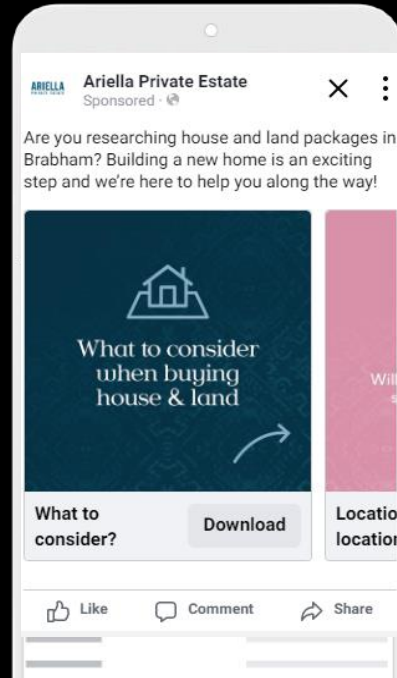 ARIELLA
Ariella Private Estate
Sponsored ·
Are you researching house and land packages in
Brabham? Building a new home is an exciting
step and we're here to help you along the way!
What to consider
when buying
house & land
Will
What to
consider?
Download
Locatio
location
Like
Comment
Share